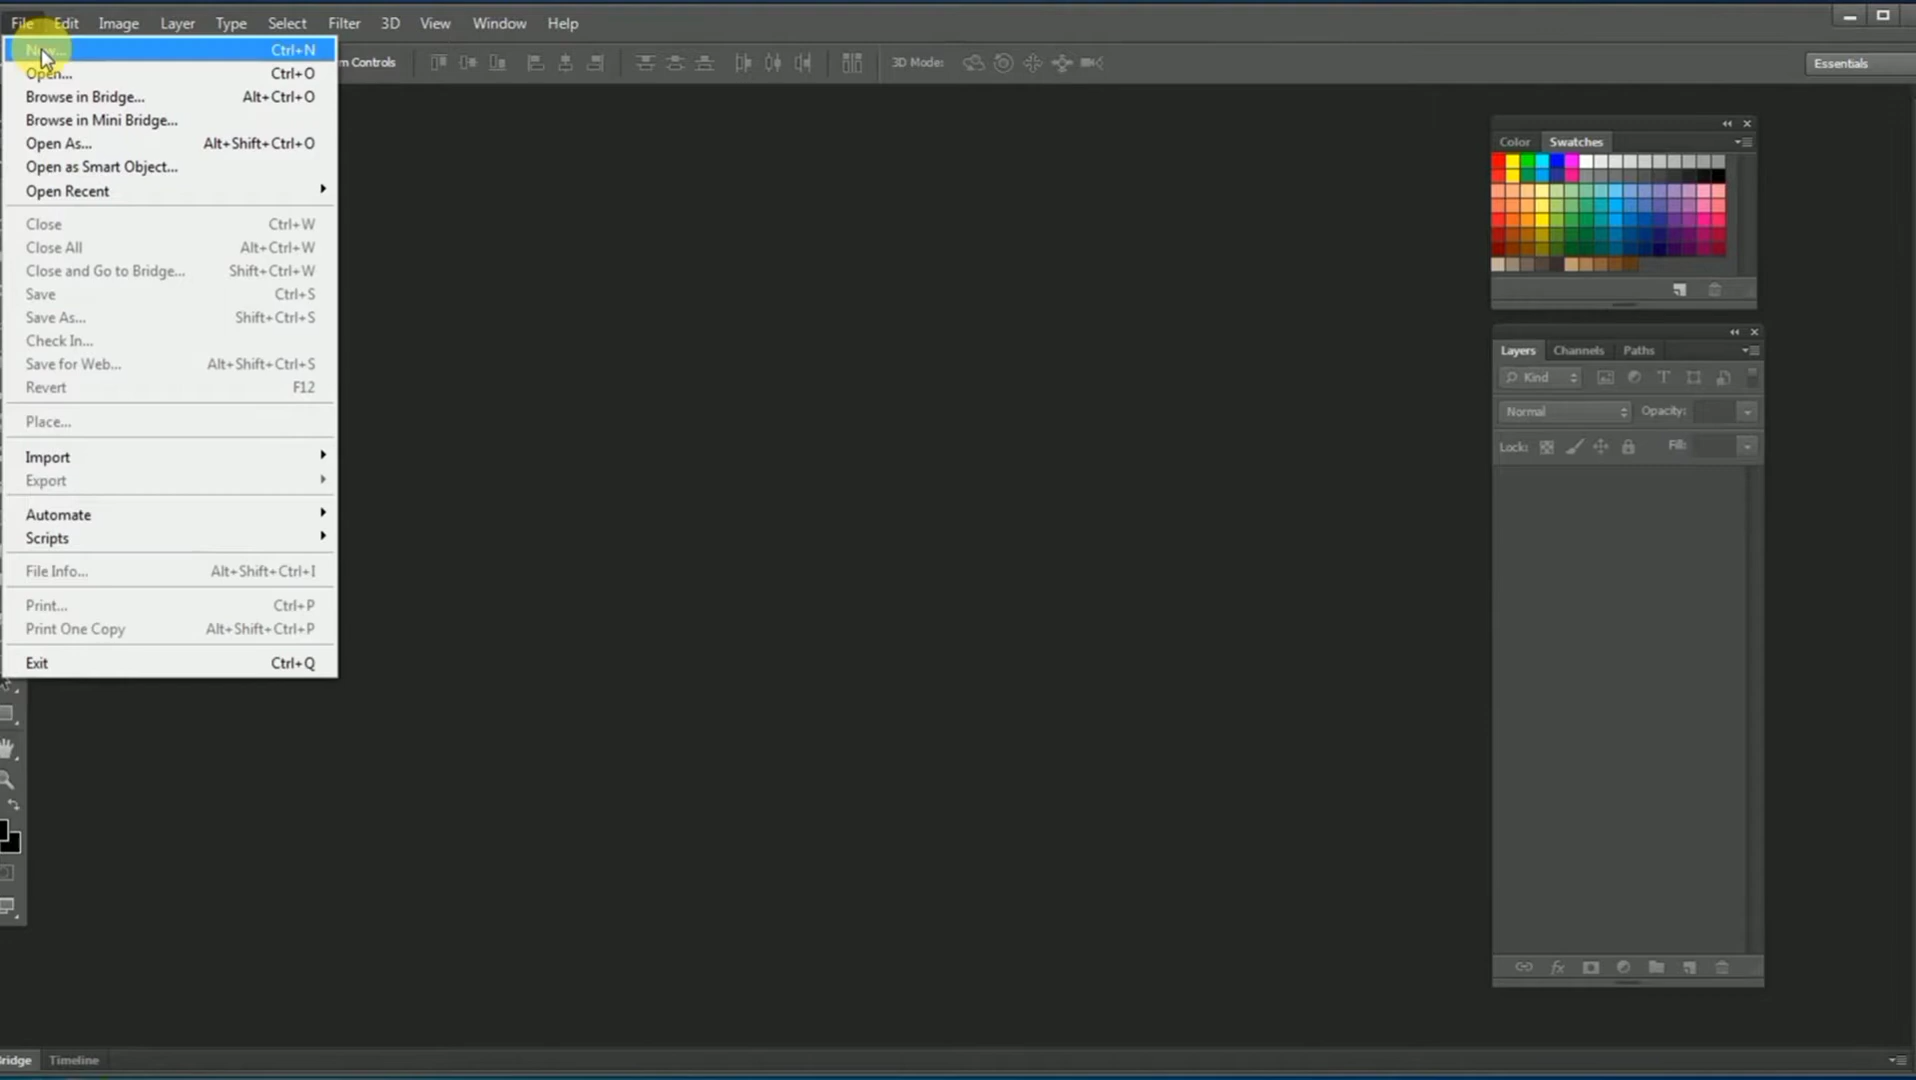 File Edit Image Layer Type Select Filter 3D View Window Help
New... Ctrl+N
m Controls 3D Mode: Essentials
Open... Ctrl+O
Browse in Bridge... Alt+Ctrl+O
Browse in Mini Bridge...
Open As... Alt+Shift+Ctrl+O
Open as Smart Object...
Open Recent
Close Ctrl+W
Close All Alt+Ctrl+W
Close and Go to Bridge... Shift+Ctrl+W
Save Ctrl+S
Save As... Shift+Ctrl+S
Check In...
Save for Web... Alt+Shift+Ctrl+S
Revert F12
Place...
Import
Export
Automate
Scripts
File Info... Alt+Shift+Ctrl+I
Print... Ctrl+P
Print One Copy Alt+Shift+Ctrl+P
Exit Ctrl+Q
Color Swatches
Layers Channels Paths
Kind T
Normal Opacity:
Lock: Fill:
fx
ridge Timeline